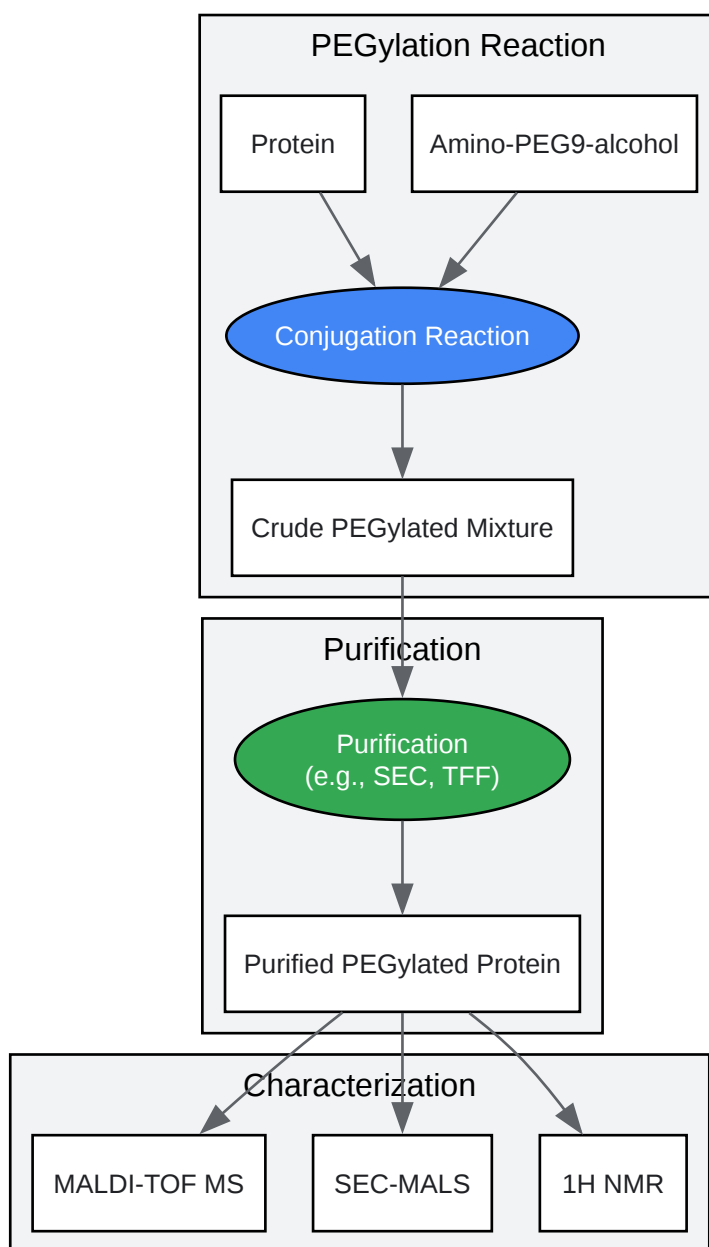 PEGylation Reaction
Protein
Amino-PEG9-alcohol
Conjugation Reaction
Crude PEGylated Mixture
Purification
Purification
(e.g., SEC, TFF)
Purified PEGylated Protein
Characterization
MALDI-TOF MS
SEC-MALS
1H NMR